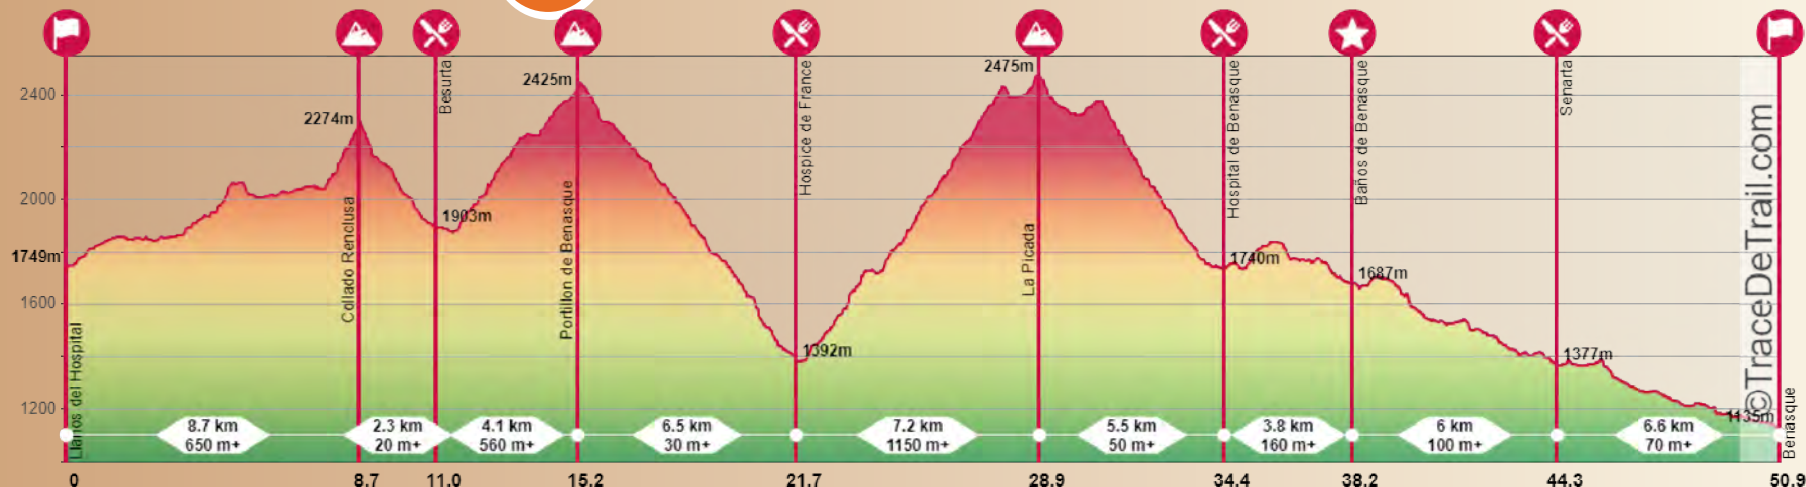 2400
2000
1600
1200
1749m
2274m
1903m
2425m
1392m
2475m
1740m
1687m
1377m
1135m
Llanos del Hospital
Collado Renclusa
Besurta
Portillon de Benasque
Hospice de France
La Picada
Hospital de Benasque
Baños de Benasque
Senarta
Benasque
©TraceDeTrail.com
8.7 km
650 m+
2.3 km
20 m+
4.1 km
560 m+
6.5 km
30 m+
7.2 km
1150 m+
5.5 km
50 m+
3.8 km
160 m+
6 km
100 m+
6.6 km
70 m+
0
8.7
11.0
15.2
21.7
28.9
34.4
38.2
44.3
50.9